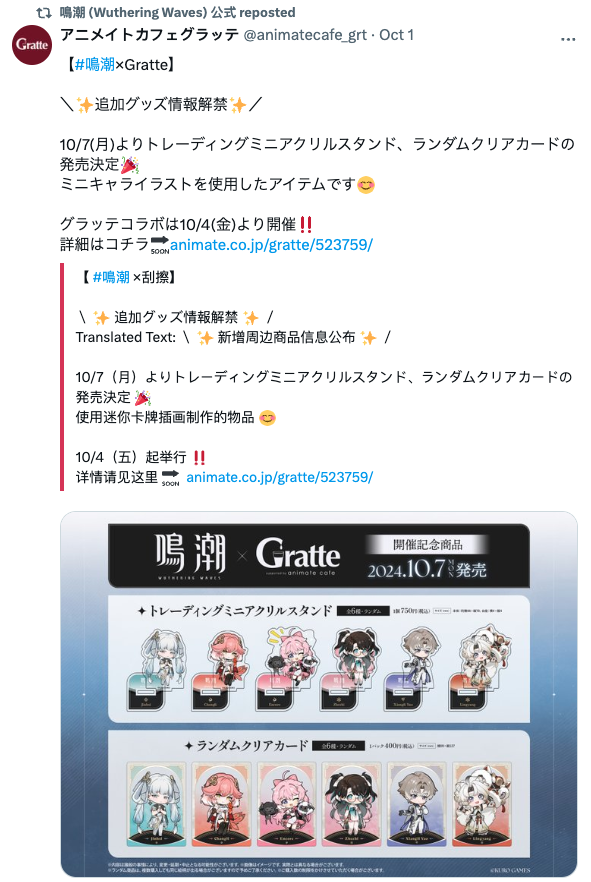 鳴潮 (Wuthering Waves) 公式 reposted
Gratte
アニメイトカフェグラッテ @animatecafe_grt · Oct 1
【#鳴潮×Gratte】
＼✨追加グッズ情報解禁✨／
10/7(月)よりトレーディングミニアクリルスタンド、ランダムクリアカードの
発売決定🎉
ミニキャライラストを使用したアイテムです😊
グラッテコラボは10/4(金)より開催‼️
詳細はコチラ🔜animate.co.jp/gratte/523759/
【 #鳴潮 ×刮擦】
\ ✨ 追加グッズ情報解禁 ✨ /
Translated Text: \ ✨ 新增周边商品信息公布 ✨ /
10/7（月）よりトレーディングミニアクリルスタンド、ランダムクリアカードの
発売決定 🎉
使用迷你卡牌插画制作的物品 😊
10/4（五）起举行 ‼️
详情请见这里 🔜 animate.co.jp/gratte/523759/
鳴潮 × Gratte
WUTHERING WAVES
animate cafe
開催記念商品
2024.10.7 MON 発売
✦トレーディングミニアクリルスタンド 全6種・ランダム 1個 750円(税込)
✦ランダムクリアカード 全6種・ランダム 1パック 400円(税込)
©KURO GAMES